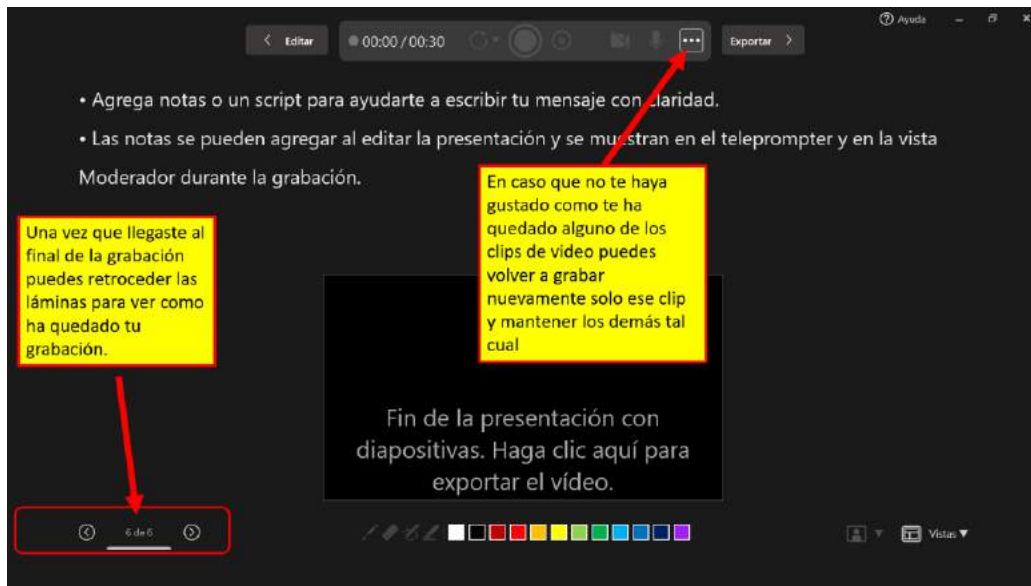 Ayuda
Editar
00:00 / 00:30
Exportar
• Agrega notas o un script para ayudarte a escribir tu mensaje con claridad.
• Las notas se pueden agregar al editar la presentación y se muestran en el teleprompter y en la vista
Moderador durante la grabación.
En caso que no te haya
gustado como te ha
quedado alguno de los
clips de video puedes
volver a grabar
nuevamente solo ese clip
y mantener los demás tal
cual
Una vez que llegaste al
final de la grabación
puedes retroceder las
láminas para ver como
ha quedado tu
grabación.
Fin de la presentación con
diapositivas. Haga clic aquí para
exportar el vídeo.
6 de 6
Vistas